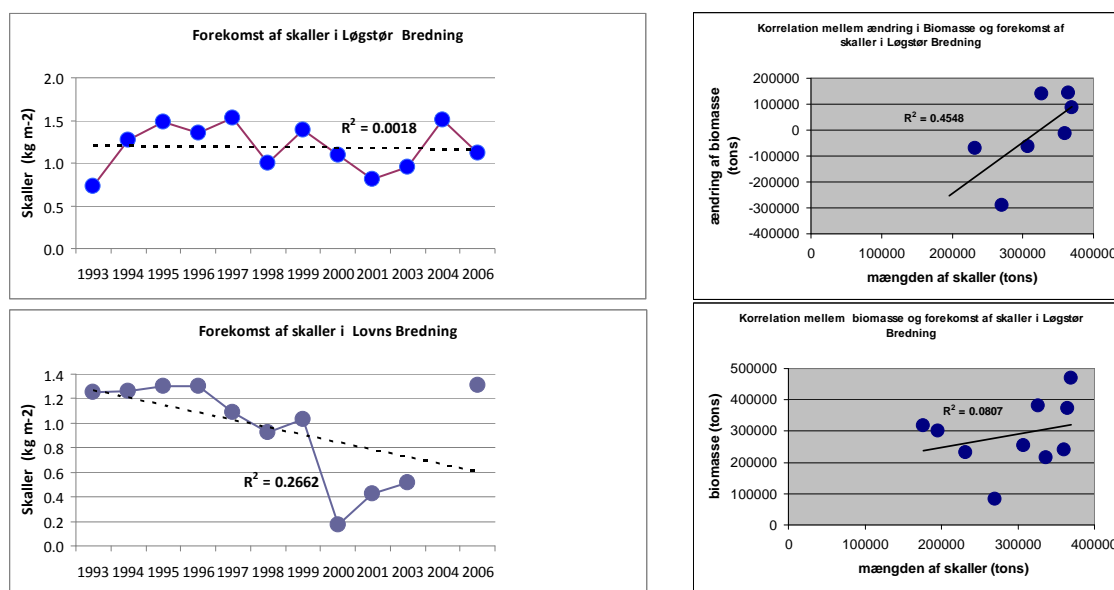 Forekomst af skaller i Løgstør Bredning
2.0
1.5
1.0
0.5
0.0
Skaller (kg m-2)
R² = 0.0018
1993 1994 1995 1996 1997 1998 1999 2000 2001 2003 2004 2006
Korrelation mellem ændring i Biomasse og forekomst af
skaller i Løgstør Bredning
200000
100000
0
-100000
-200000
-300000
-400000
ændring af biomasse
(tons)
R² = 0.4548
0 100000 200000 300000 400000
mængden af skaller (tons)
Forekomst af skaller i Lovns Bredning
1.4
1.2
1.0
0.8
0.6
0.4
0.2
0.0
Skaller (kg m-2)
R² = 0.2662
1993 1994 1995 1996 1997 1998 1999 2000 2001 2003 2004 2006
Korrelation mellem biomasse og forekomst af skaller i Løgstør
Bredning
500000
400000
300000
200000
100000
0
biomasse (tons)
R² = 0.0807
0 100000 200000 300000 400000
mængden af skaller (tons)